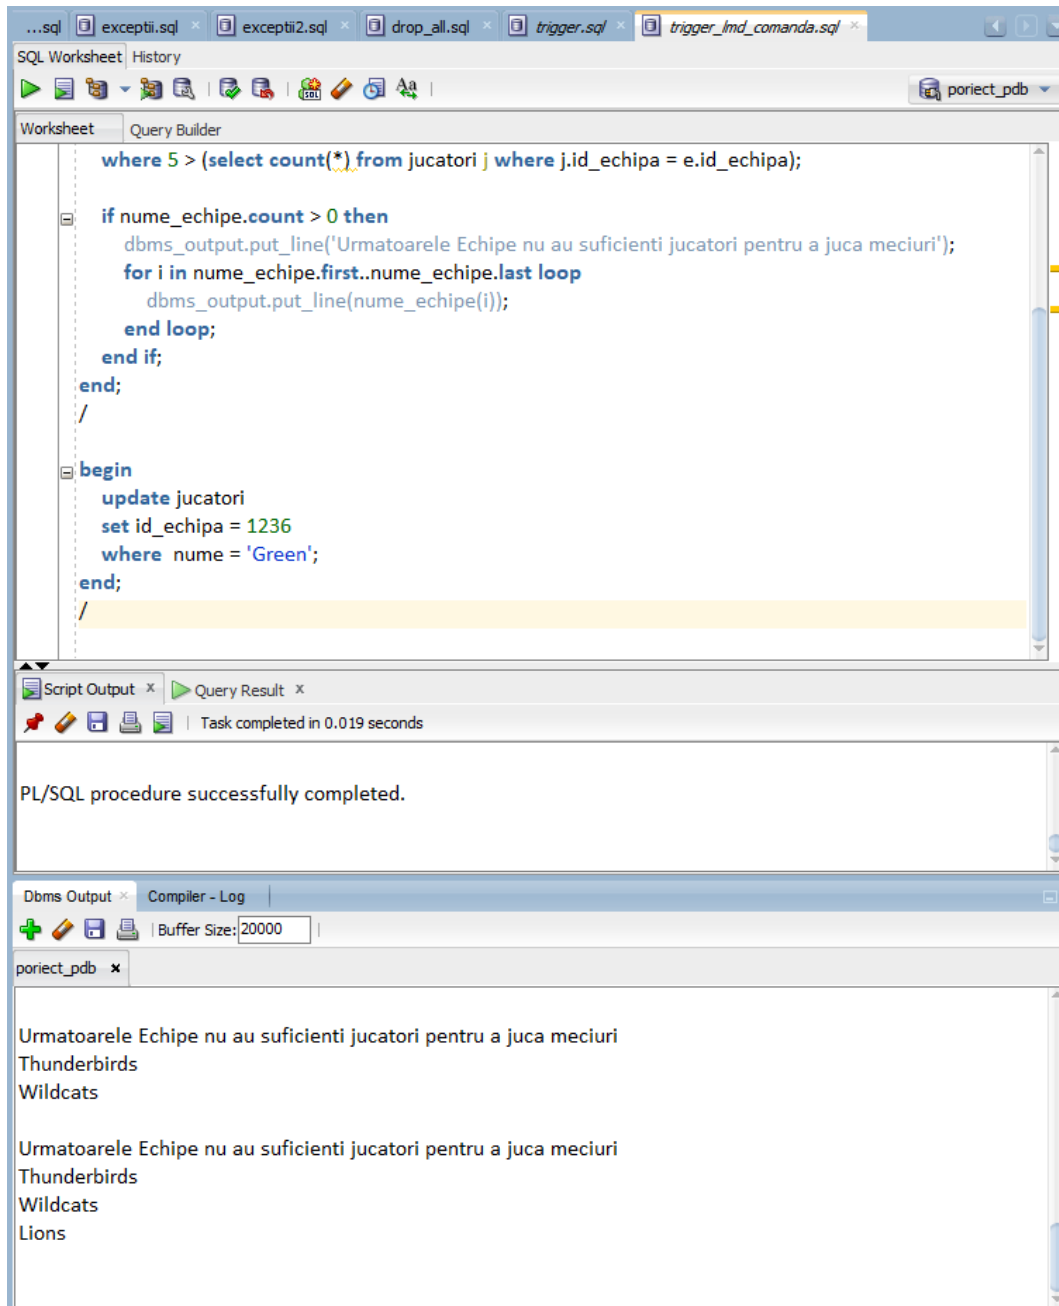 ...sql exceptii.sql × exceptii2.sql × drop_all.sql × trigger.sql × trigger_lmd_comanda.sql ×
SQL Worksheet History
poriect_pdb
Worksheet Query Builder
where 5 > (select count(*) from jucatori j where j.id_echipa = e.id_echipa);
if nume_echipe.count > 0 then
dbms_output.put_line('Urmatoarele Echipe nu au suficienti jucatori pentru a juca meciuri');
for i in nume_echipe.first..nume_echipe.last loop
dbms_output.put_line(nume_echipe(i));
end loop;
end if;
end;
/
begin
update jucatori
set id_echipa = 1236
where nume = 'Green';
end;
/
Script Output × Query Result ×
Task completed in 0.019 seconds
PL/SQL procedure successfully completed.
Dbms Output × Compiler - Log
Buffer Size: 20000
poriect_pdb ×
Urmatoarele Echipe nu au suficienti jucatori pentru a juca meciuri
Thunderbirds
Wildcats
Urmatoarele Echipe nu au suficienti jucatori pentru a juca meciuri
Thunderbirds
Wildcats
Lions